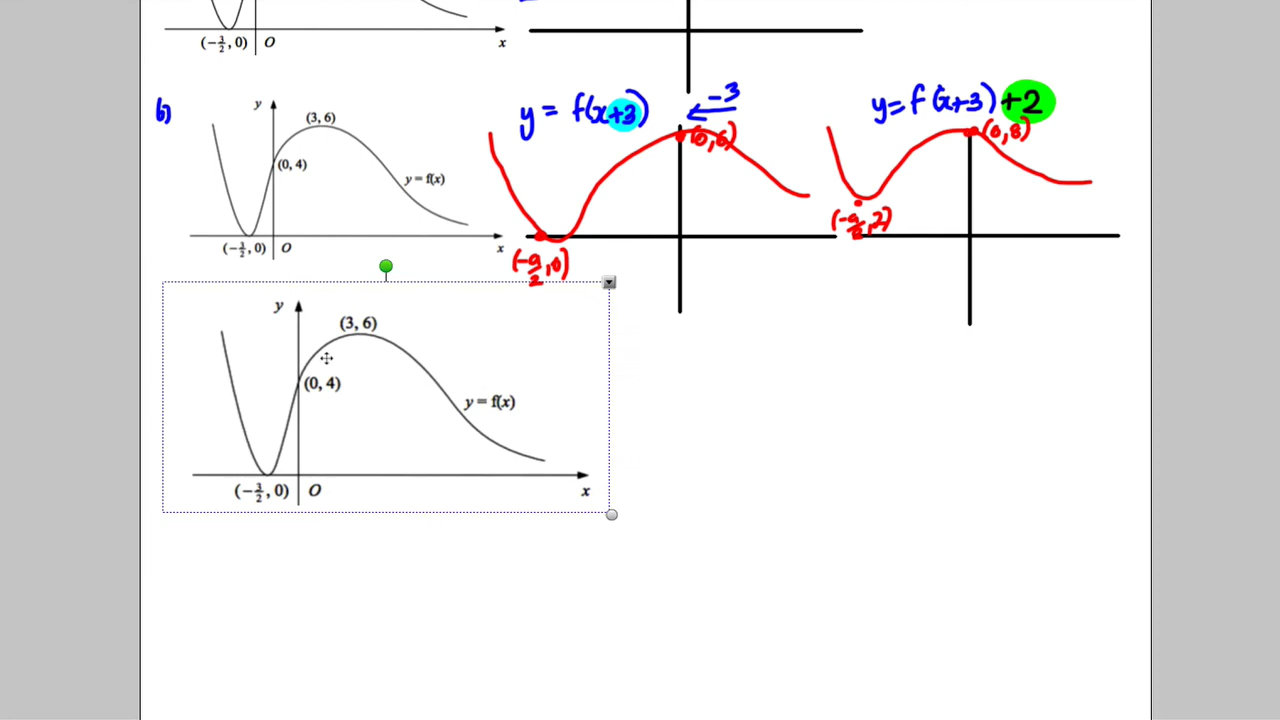 (-3/2, 0) O x
b)
y
(3, 6)
(0, 4)
y = f(x)
(-3/2, 0) O x
y = f(x+3)
-3
(0,6)
(-9/2, 0)
y = f(x+3) +2
(0,8)
(-9/2, 2)
y
(3, 6)
(0, 4)
y = f(x)
(-3/2, 0) O x